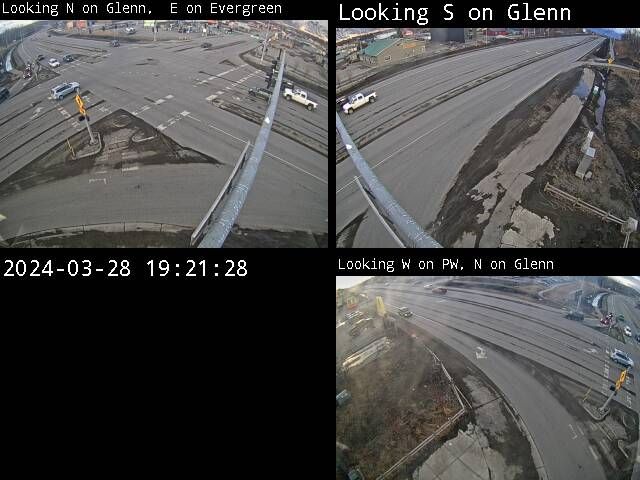 Looking N on Glenn,  E on Evergreen
Looking S on Glenn
2024-03-28 19:21:28
Looking W on PW, N on Glenn